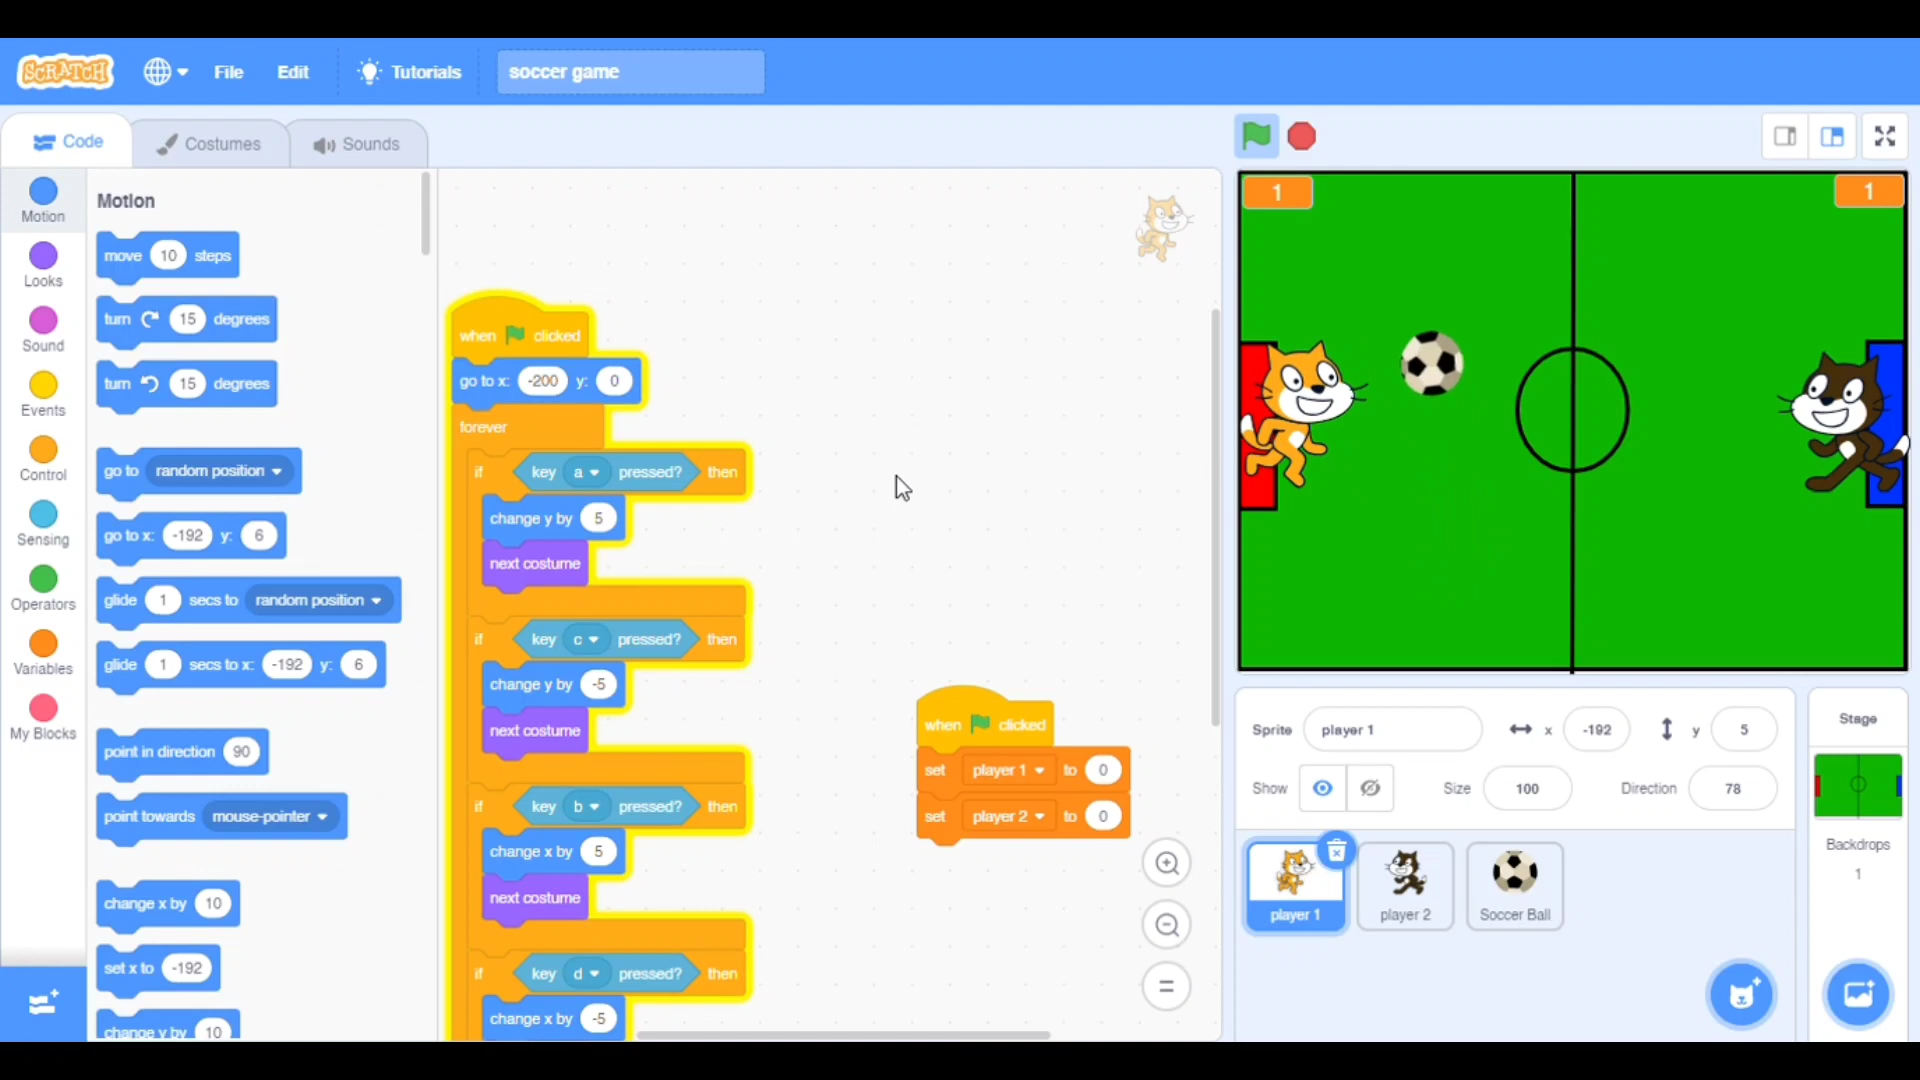 SCRATCH File Edit Tutorials soccer game
Code Costumes Sounds
Motion
Looks
Sound
Events
Control
Sensing
Operators
Variables
My Blocks
Motion
move 10 steps
turn 15 degrees
turn 15 degrees
go to random position
go to x: -192 y: 6
glide 1 secs to random position
glide 1 secs to x: -192 y: 6
point in direction 90
point towards mouse-pointer
change x by 10
set x to -192
change y by 10
when clicked
go to x: -200 y: 0
forever
if key a pressed? then
change y by 5
next costume
if key c pressed? then
change y by -5
next costume
if key b pressed? then
change x by 5
next costume
if key d pressed? then
change x by -5
when clicked
set player 1 to 0
set player 2 to 0
1 1
Sprite player 1 x -192 y 5
Show Size 100 Direction 78
player 1 player 2 Soccer Ball
Stage
Backdrops
1